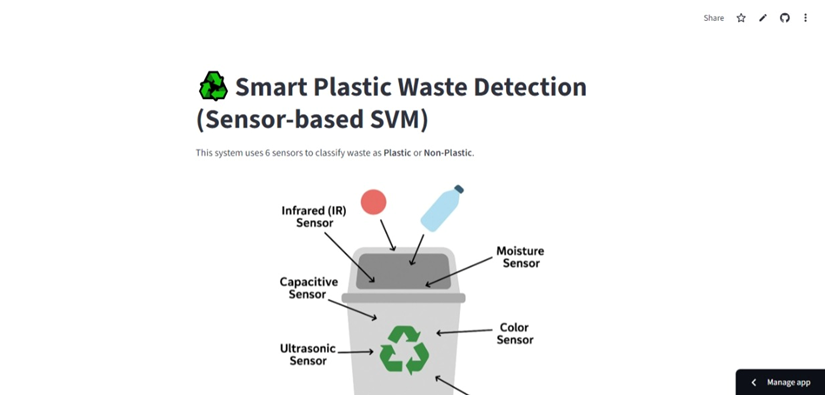 Share
Smart Plastic Waste Detection
(Sensor-based SVM)
This system uses 6 sensors to classify waste as Plastic or Non-Plastic.
Infrared (IR)
Sensor
Moisture
Sensor
Capacitive
Sensor
Color
Sensor
Ultrasonic
Sensor
Manage app